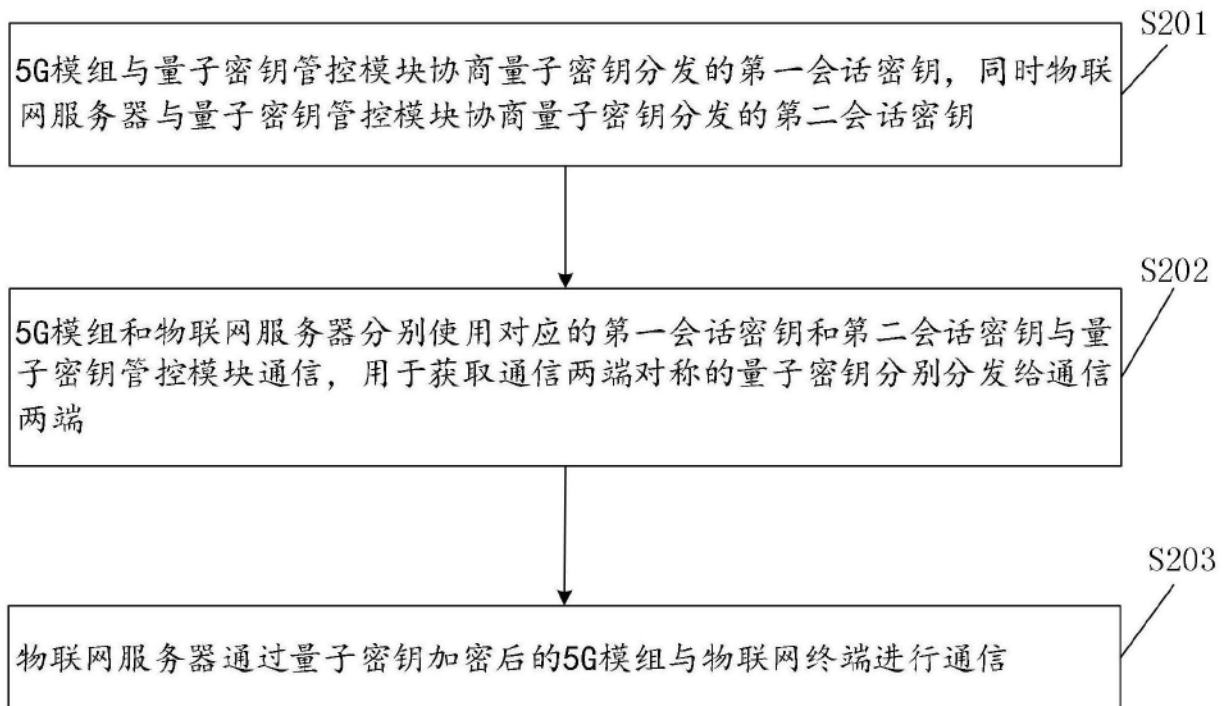 S201
5G模组与量子密钥管控模块协商量子密钥分发的第一会话密钥，同时物联
网服务器与量子密钥管控模块协商量子密钥分发的第二会话密钥
S202
5G模组和物联网服务器分别使用对应的第一会话密钥和第二会话密钥与量
子密钥管控模块通信，用于获取通信两端对称的量子密钥分别分发给通信
两端
S203
物联网服务器通过量子密钥加密后的5G模组与物联网终端进行通信